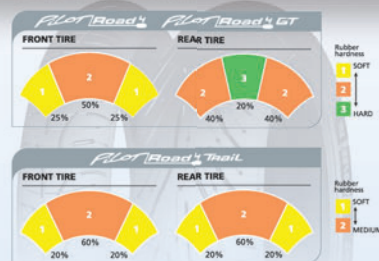 PILOT Road 4 PILOT Road 4 GT
FRONT TIRE
REAR TIRE
1 2 1
25% 50% 25%
2 3 2
40% 20% 40%
Rubber
hardness
1 SOFT
2
3 HARD
PILOT Road 4 Trail
FRONT TIRE
REAR TIRE
1 2 1
20% 60% 20%
1 2 1
20% 60% 20%
Rubber
hardness
1 SOFT
2 MEDIUM